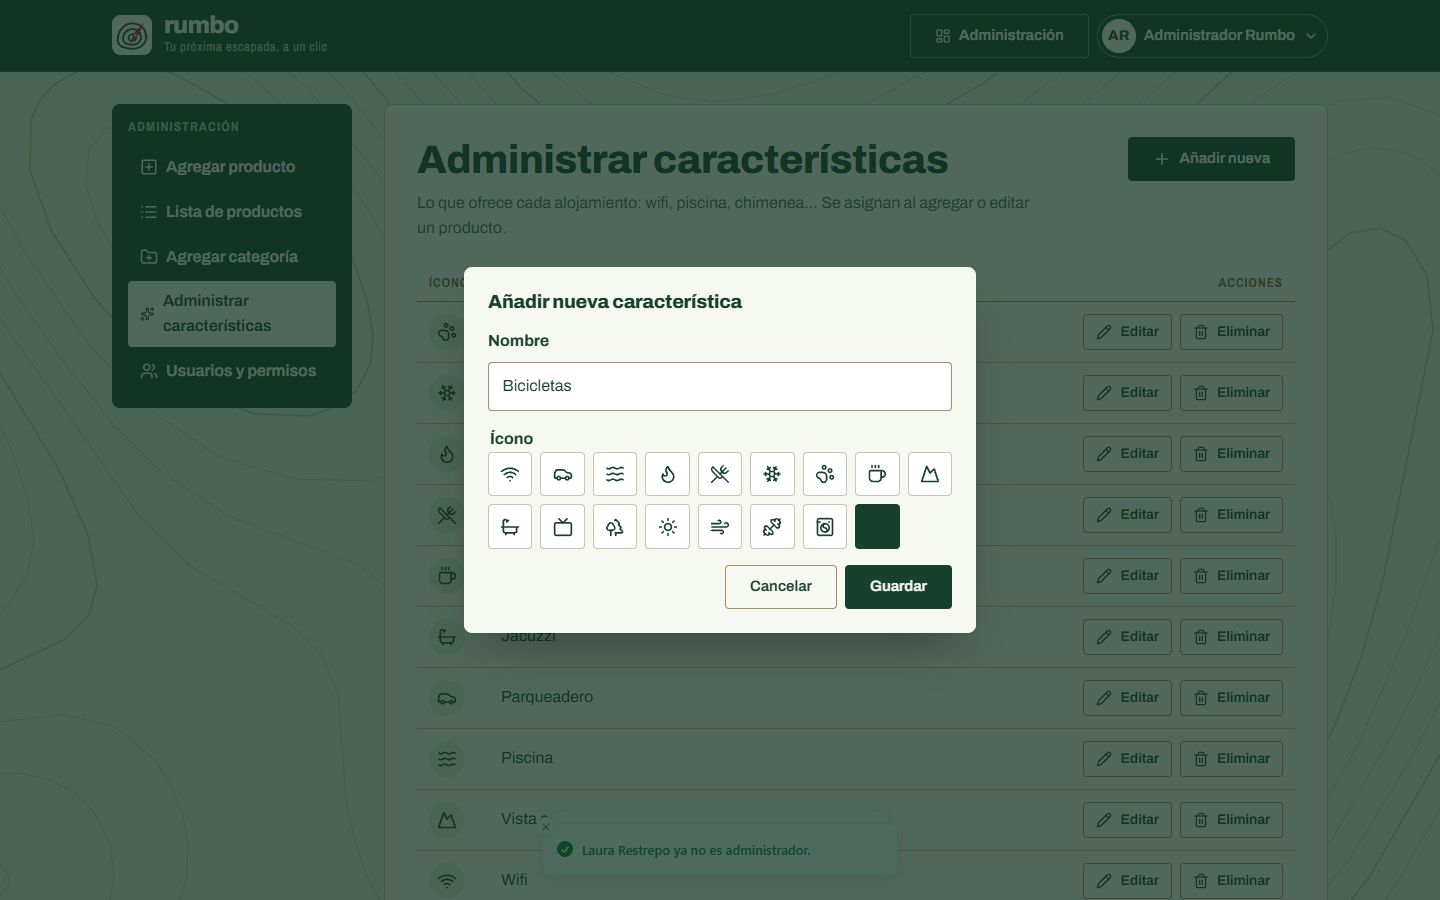 rumbo
Tu próxima escapada, a un clic
Administración
AR Administrador Rumbo
ADMINISTRACIÓN
Agregar producto
Lista de productos
Agregar categoría
Administrar
características
Usuarios y permisos
Administrar características
Añadir nueva
Lo que ofrece cada alojamiento: wifi, piscina, chimenea... Se asignan al agregar o editar
un producto.
ACCIONES
Editar Eliminar
Editar Eliminar
Editar Eliminar
Editar Eliminar
Editar Eliminar
Jacuzzi Editar Eliminar
Parqueadero Editar Eliminar
Piscina Editar Eliminar
Vista Editar Eliminar
Wifi Editar Eliminar
Añadir nueva característica
Nombre
Bicicletas
Ícono
Cancelar Guardar
Laura Restrepo ya no es administrador.